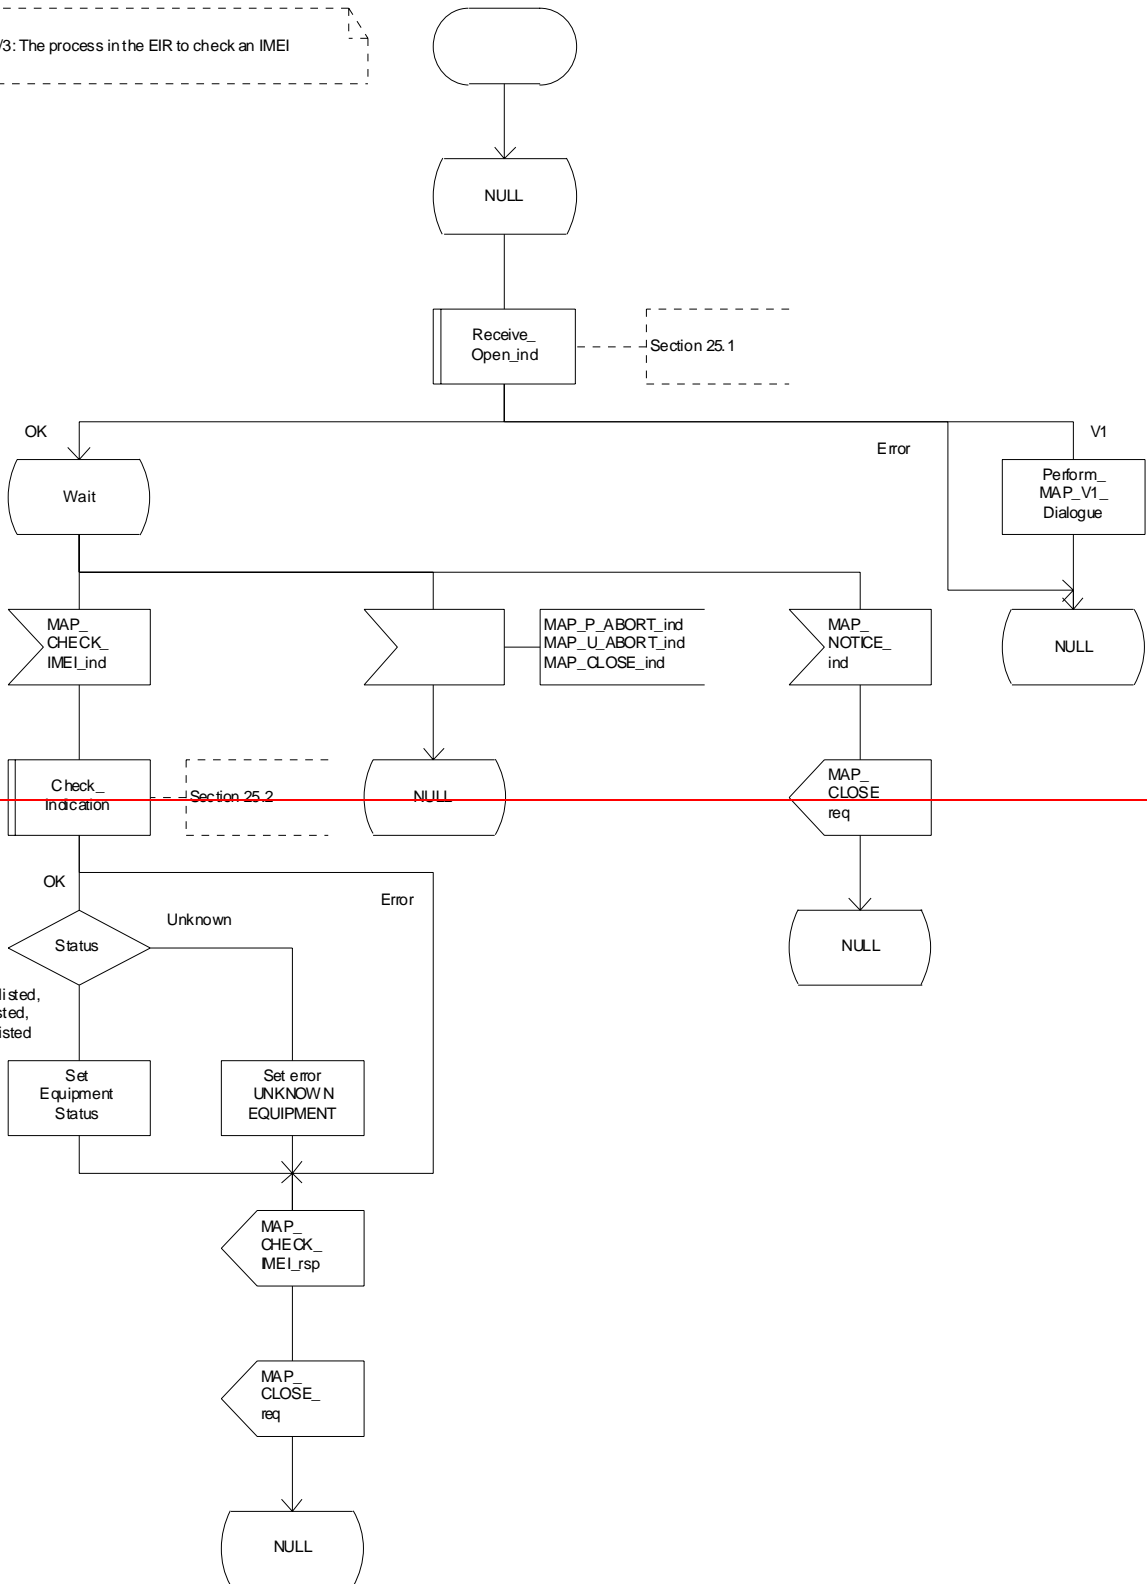 /3: The process in the EIR to check an IMEI
NULL
Receive_
Open_ind
Section 25.1
OK
Error
V1
Wait
Perform_
MAP_V1_
Dialogue
MAP_
CHECK_
IMEI_ind
MAP_P_ABORT_ind
MAP_U_ABORT_ind
MAP_CLOSE_ind
MAP_
NOTICE_
ind
NULL
Check_
Indication
Section 25.2
NULL
MAP_
CLOSE
req
OK
Error
Unknown
Status
NULL
listed,
sted,
isted
Set
Equipment
Status
Set error
UNKNOWN
EQUIPMENT
MAP_
CHECK_
IMEI_rsp
MAP_
CLOSE_
req
NULL